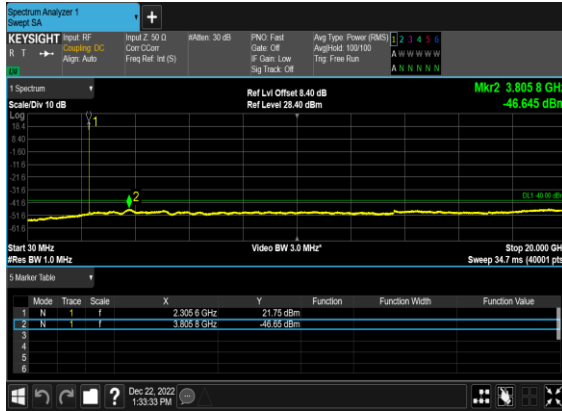 Spectrum Analyzer 1
Swept SA
+
KEYSIGHT
R T
LU
Input: RF
Coupling: DC
Align: Auto
Input Z: 50 Ω
Corr CCorr
Freq Ref: Int (S)
#Atten: 30 dB
PNO: Fast
Gate: Off
IF Gain: Low
Sig Track: Off
Avg Type: Power (RMS)
Avg|Hold: 100/100
Trig: Free Run
1 2 3 4 5 6
A W W W W W
A N N N N N
1 Spectrum
Scale/Div 10 dB
Ref Lvl Offset 8.40 dB
Ref Level 28.40 dBm
Mkr2 3.805 8 GHz
-46.645 dBm
Log
18.4
8.40
-1.60
-11.6
-21.6
-31.6
-41.6
-51.6
-61.6
1
2
DL1 -40.00 dB
Start 30 MHz
#Res BW 1.0 MHz
Video BW 3.0 MHz*
Stop 20.000 GHz
Sweep 34.7 ms (40001 pts)
5 Marker Table
Mode Trace Scale X Y Function Function Width Function Value
1 N 1 f 2.305 6 GHz 21.75 dBm
2 N 1 f 3.805 8 GHz -46.65 dBm
3
4
5
6
?
Dec 22, 2022
1:33:33 PM